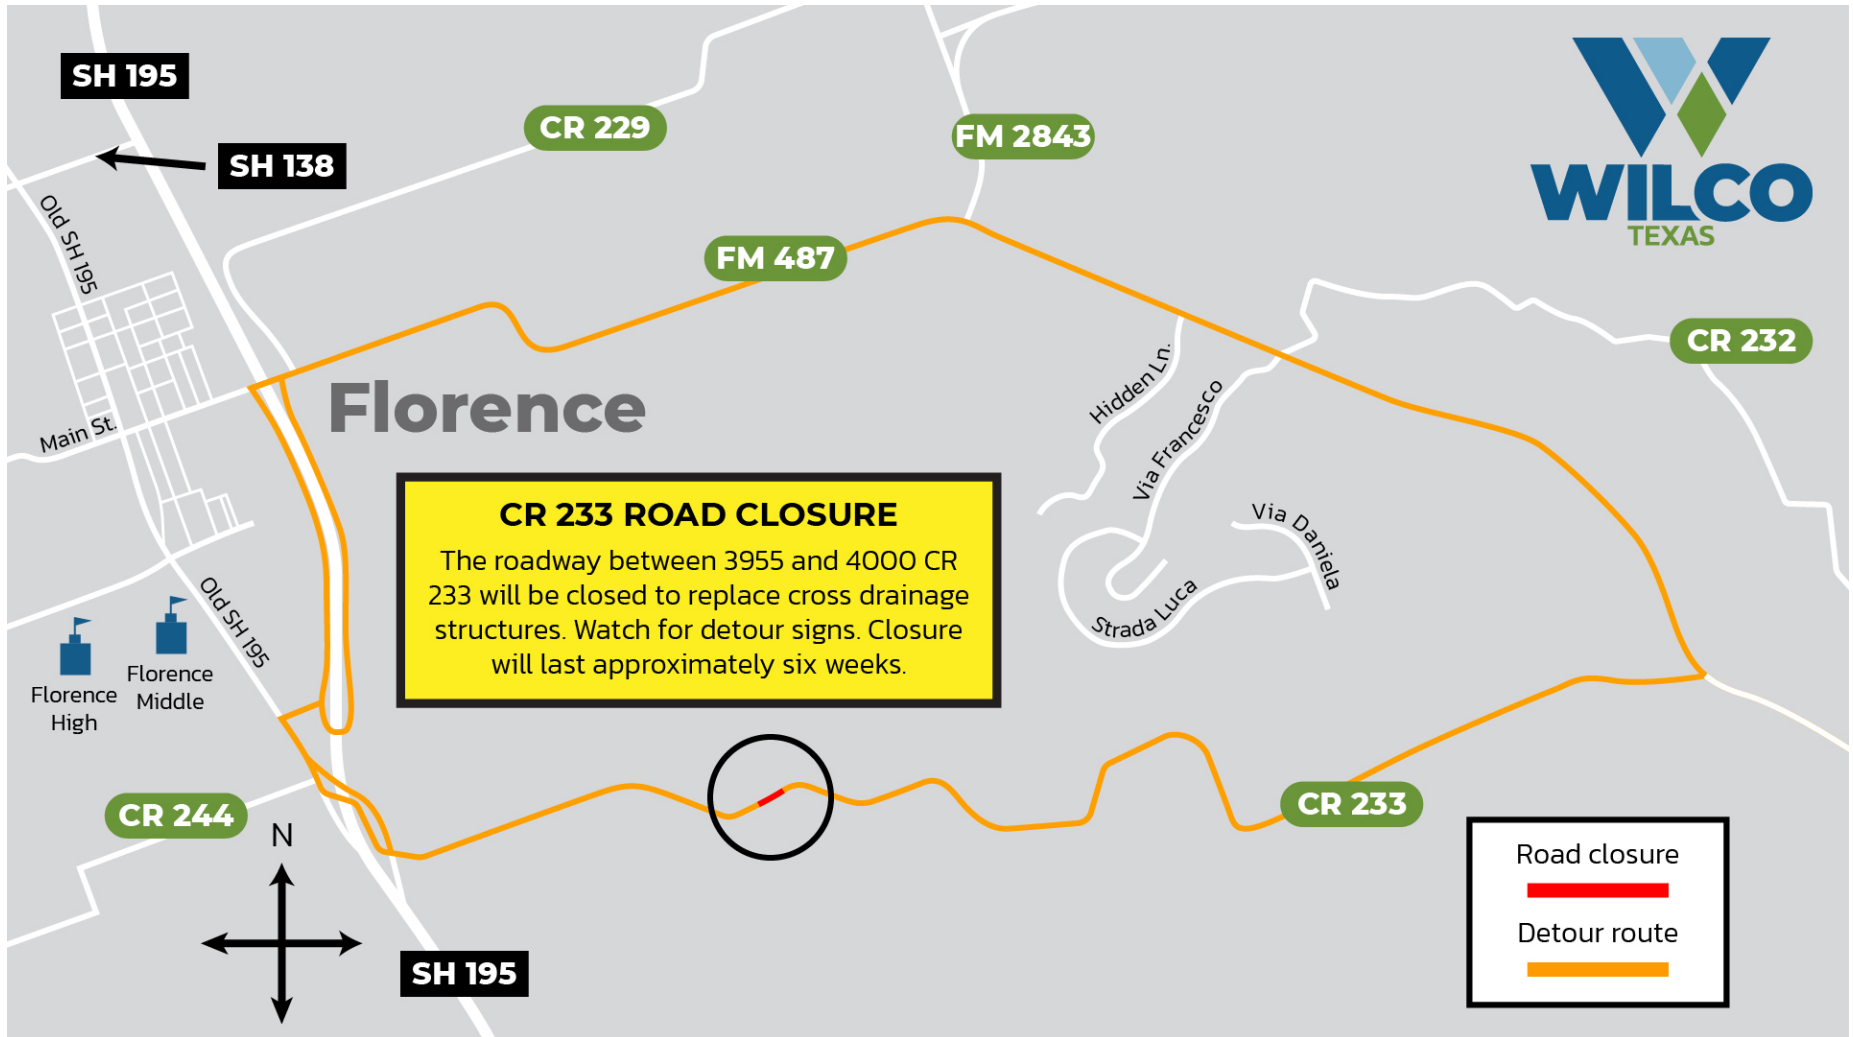 SH 195
SH 138
CR 229
FM 2843
WILCO
TEXAS
Old SH 195
FM 487
CR 232
Hidden Ln.
Via Francesco
Florence
Main St.
CR 233 ROAD CLOSURE
The roadway between 3955 and 4000 CR
233 will be closed to replace cross drainage
structures. Watch for detour signs. Closure
will last approximately six weeks.
Via Daniela
Strada Luca
Old SH 195
Florence
High
Florence
Middle
CR 244
CR 233
N
SH 195
Road closure
Detour route